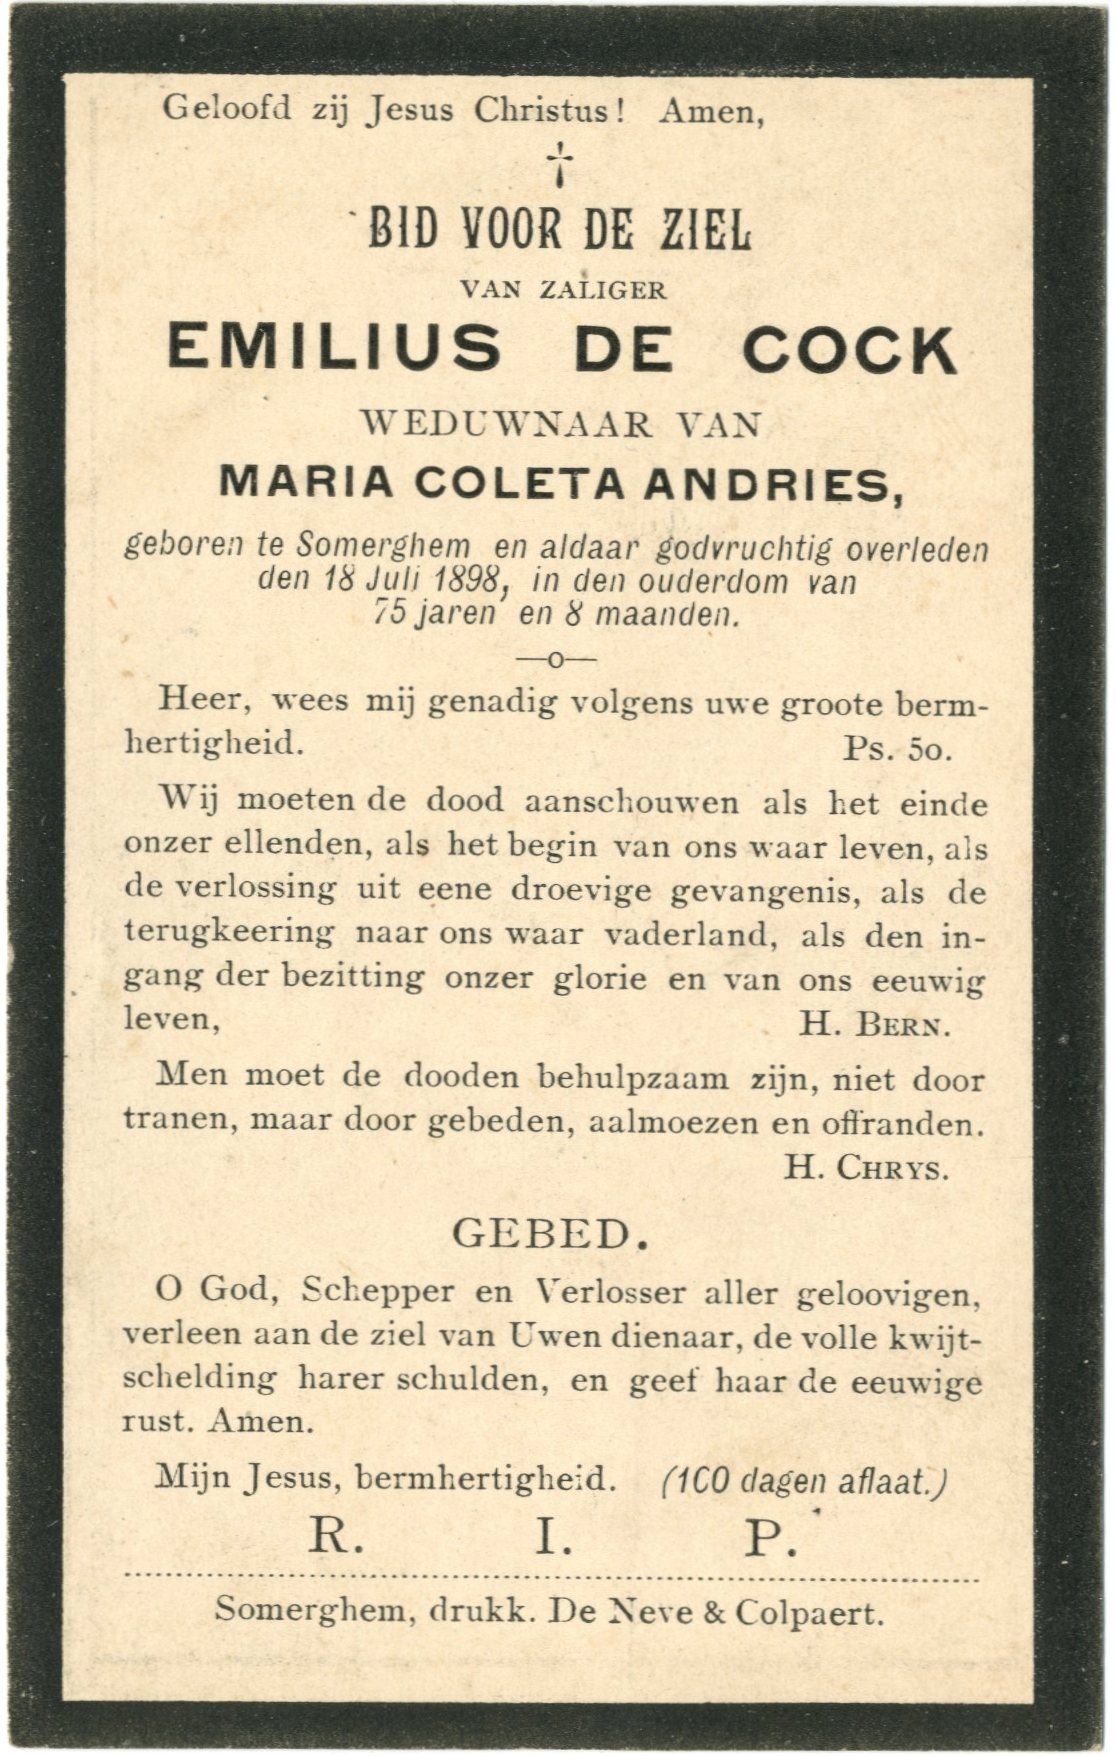 Geloofd zij Jesus Christus! Amen,
†
BID VOOR DE ZIEL
VAN ZALIGER
EMILIUS DE COCK
WEDUWNAAR VAN
MARIA COLETA ANDRIES,
geboren te Somerghem en aldaar godvruchtig overleden
den 18 Juli 1898, in den ouderdom van
75 jaren en 8 maanden.
—o—
Heer, wees mij genadig volgens uwe groote berm-
hertigheid. Ps. 50.
Wij moeten de dood aanschouwen als het einde
onzer ellenden, als het begin van ons waar leven, als
de verlossing uit eene droevige gevangenis, als de
terugkeering naar ons waar vaderland, als den in-
gang der bezitting onzer glorie en van ons eeuwig
leven, H. BERN.
Men moet de dooden behulpzaam zijn, niet door
tranen, maar door gebeden, aalmoezen en offranden.
H. CHRYS.
GEBED.
O God, Schepper en Verlosser aller geloovigen,
verleen aan de ziel van Uwen dienaar, de volle kwijt-
schelding harer schulden, en geef haar de eeuwige
rust. Amen.
Mijn Jesus, bermhertigheid. (100 dagen aflaat.)
R. I. P.
Somerghem, drukk. De Neve & Colpaert.